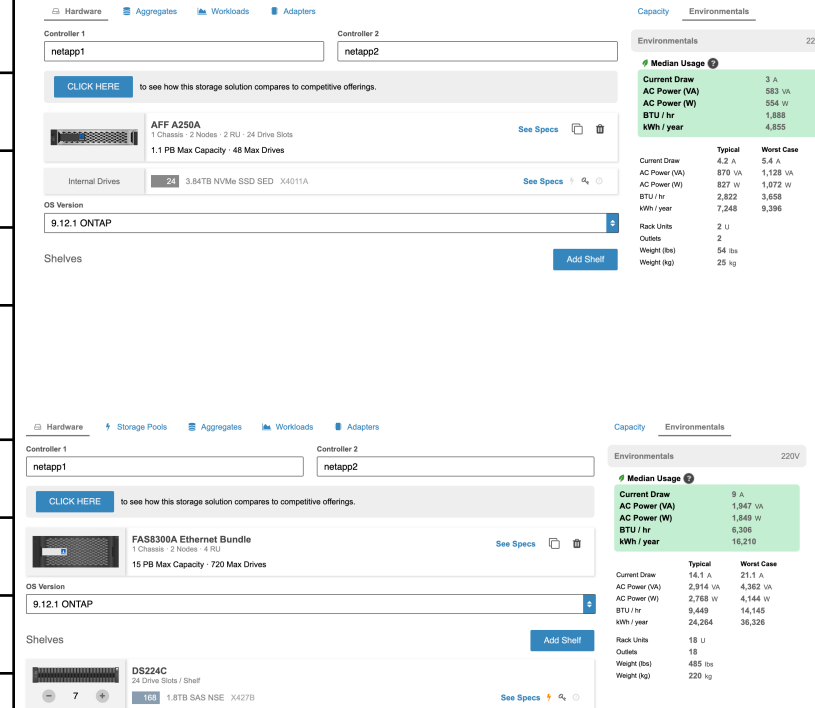 Hardware Aggregates Workloads Adapters
Capacity Environmentals
Controller 1 Controller 2
netapp1 netapp2
Environmentals 22
CLICK HERE to see how this storage solution compares to competitive offerings.
Median Usage ?
Current Draw 3 A
AC Power (VA) 583 VA
AC Power (W) 554 W
BTU / hr 1,888
kWh / year 4,855
AFF A250A
1 Chassis · 2 Nodes · 2 RU · 24 Drive Slots
1.1 PB Max Capacity · 48 Max Drives
See Specs
Internal Drives 24 3.84TB NVMe SSD SED X4011A See Specs
OS Version
9.12.1 ONTAP
Shelves Add Shelf
Typical Worst Case
Current Draw 4.2 A 5.4 A
AC Power (VA) 870 VA 1,128 VA
AC Power (W) 827 W 1,072 W
BTU / hr 2,822 3,658
kWh / year 7,248 9,396
Rack Units 2 U
Outlets 2
Weight (lbs) 54 lbs
Weight (kg) 25 kg
Hardware Storage Pools Aggregates Workloads Adapters
Capacity Environmentals
Controller 1 Controller 2
netapp1 netapp2
Environmentals 220V
CLICK HERE to see how this storage solution compares to competitive offerings.
Median Usage ?
Current Draw 9 A
AC Power (VA) 1,947 VA
AC Power (W) 1,849 W
BTU / hr 6,306
kWh / year 16,210
FAS8300A Ethernet Bundle
1 Chassis · 2 Nodes · 4 RU
15 PB Max Capacity · 720 Max Drives
See Specs
OS Version
9.12.1 ONTAP
Shelves Add Shelf
DS224C
24 Drive Slots / Shelf
7
168 1.8TB SAS NSE X427B See Specs
Typical Worst Case
Current Draw 14.1 A 21.1 A
AC Power (VA) 2,914 VA 4,362 VA
AC Power (W) 2,768 W 4,144 W
BTU / hr 9,449 14,145
kWh / year 24,264 36,326
Rack Units 18 U
Outlets 18
Weight (lbs) 485 lbs
Weight (kg) 220 kg